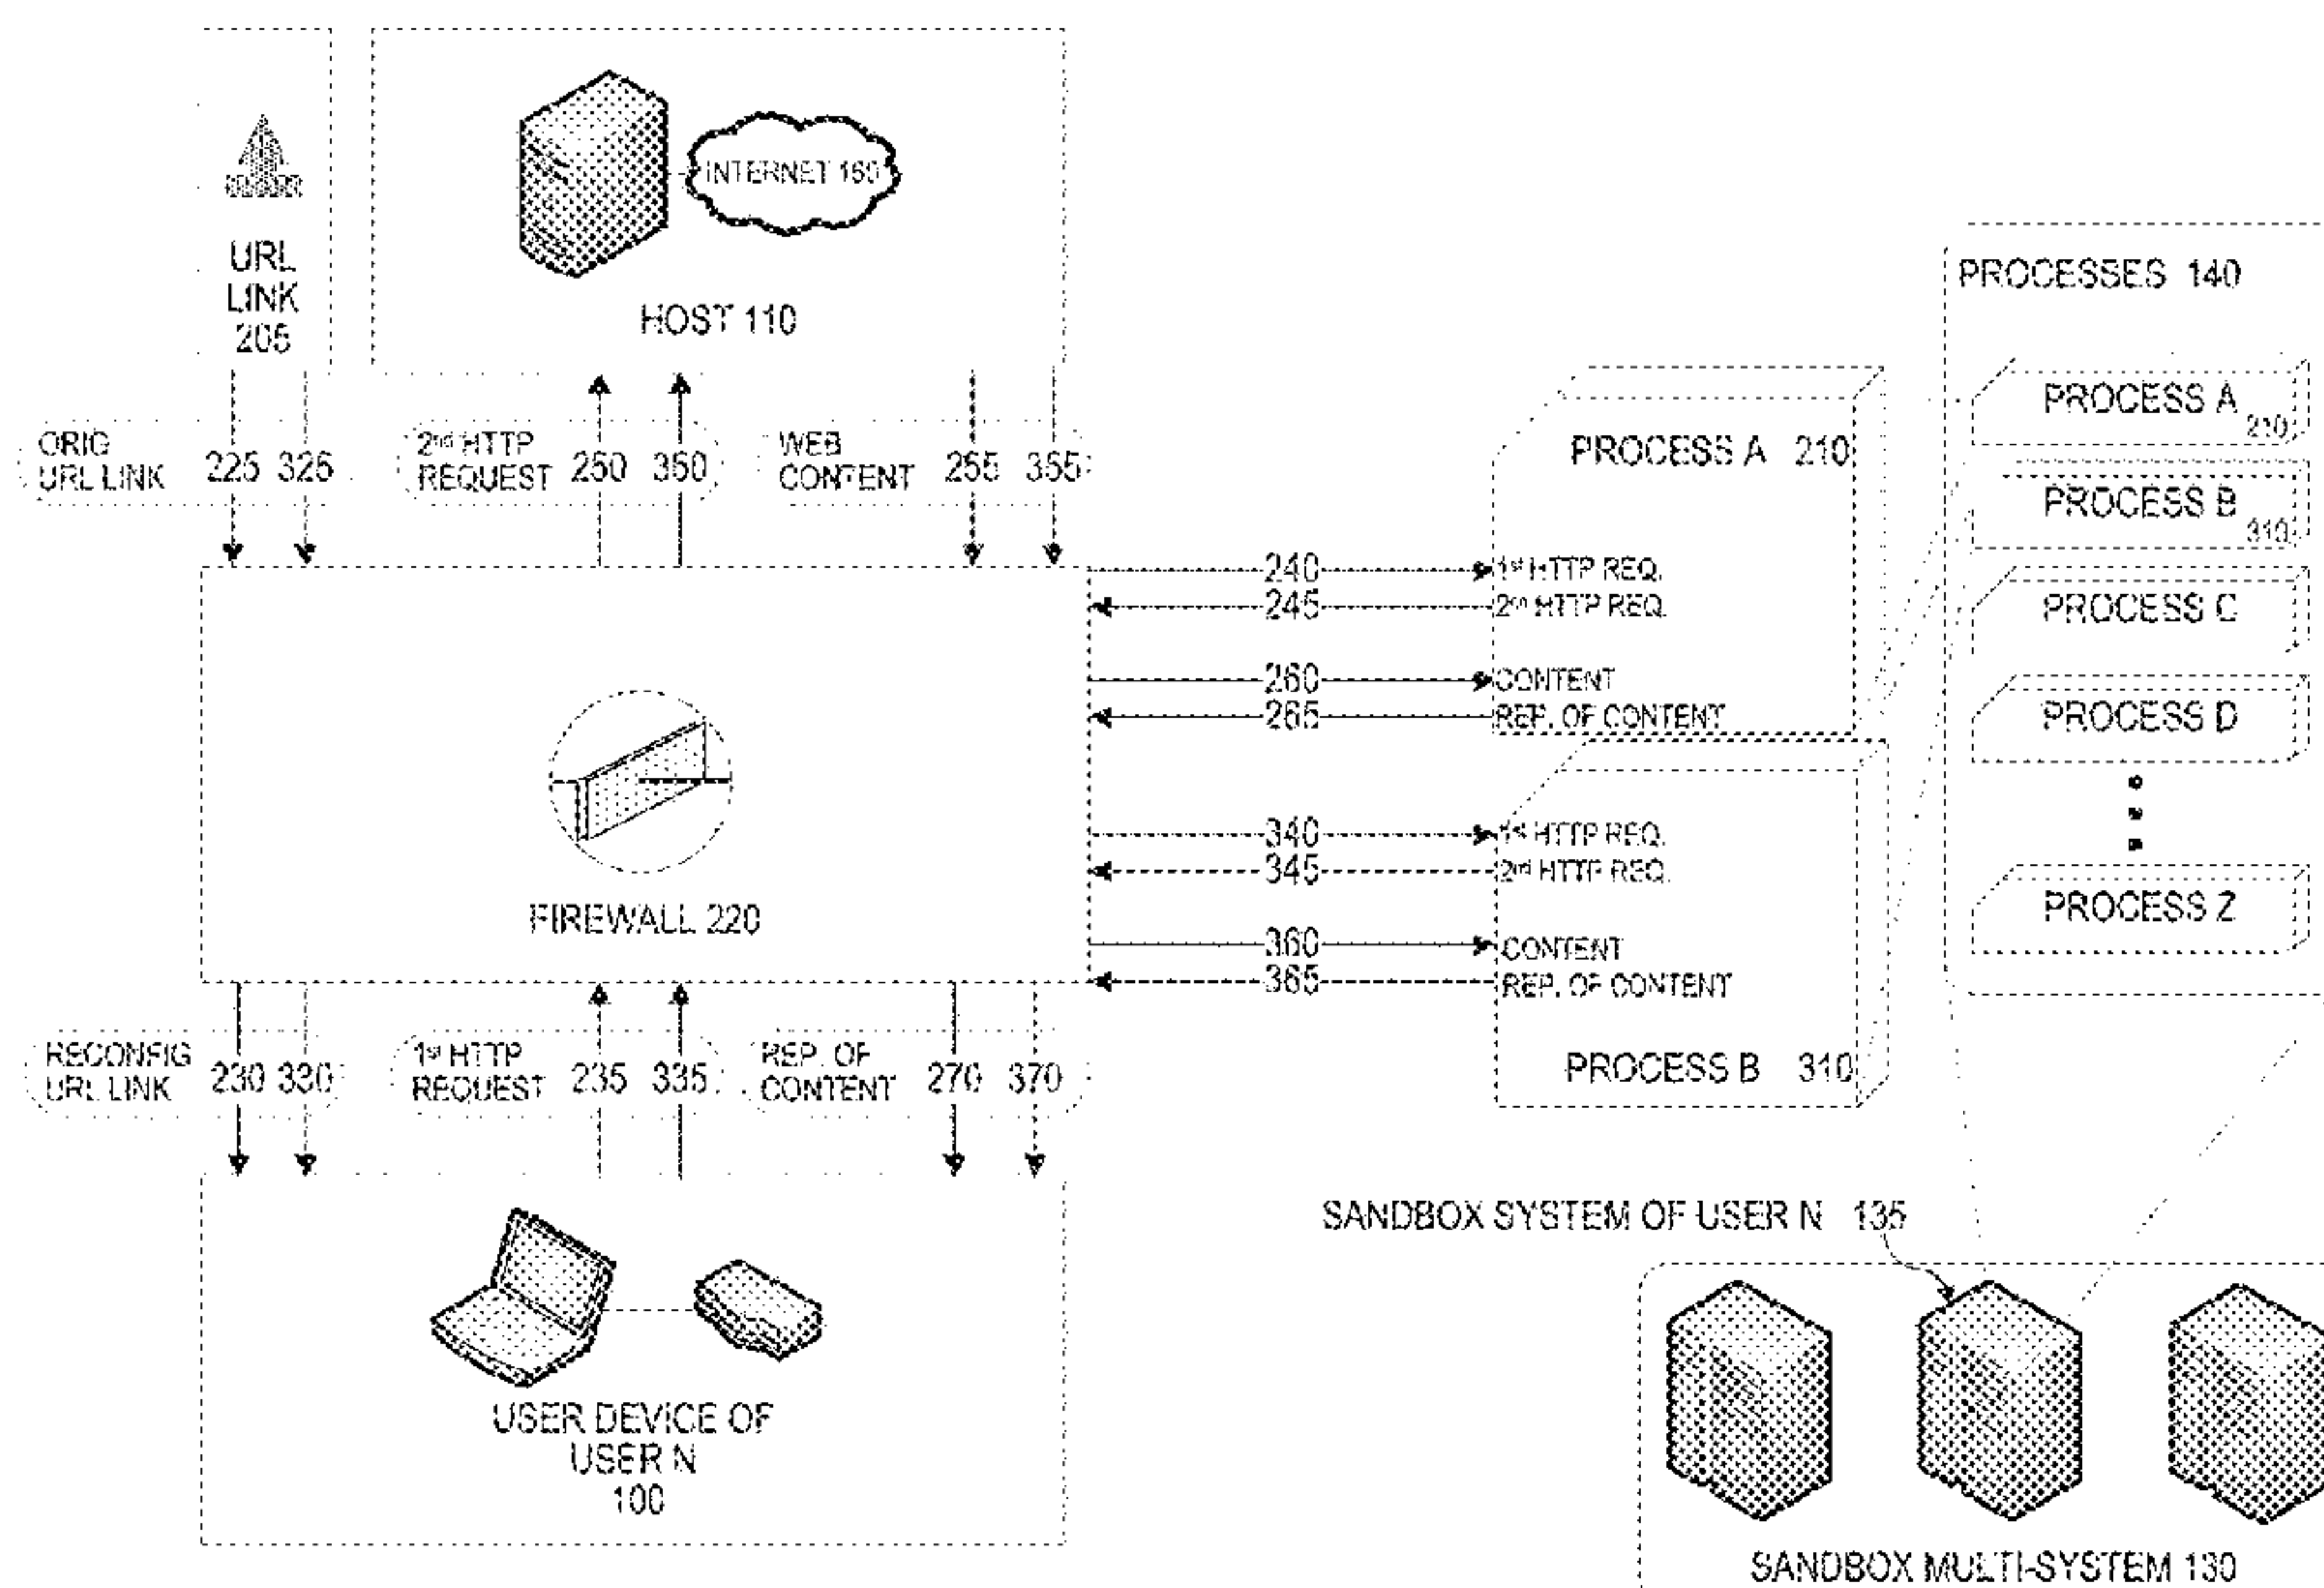 URL
LINK
205
INTERNET 160
HOST 110
ORIG
URL LINK
225 325
2nd HTTP
REQUEST
250 350
WEB
CONTENT
255 355
PROCESSES 140
PROCESS A
210
PROCESS B
310
PROCESS C
PROCESS D
PROCESS Z
PROCESS A 210
240
1st HTTP REQ.
245
2nd HTTP REQ.
260
CONTENT
265
REP. OF CONTENT
340
1st HTTP REQ.
345
2nd HTTP REQ.
360
CONTENT
365
REP. OF CONTENT
PROCESS B 310
FIREWALL 220
RECONFIG
URL LINK
230 330
1st HTTP
REQUEST
235 335
REP. OF
CONTENT
270 370
USER DEVICE OF
USER N
100
SANDBOX SYSTEM OF USER N 135
SANDBOX MULTI-SYSTEM 130